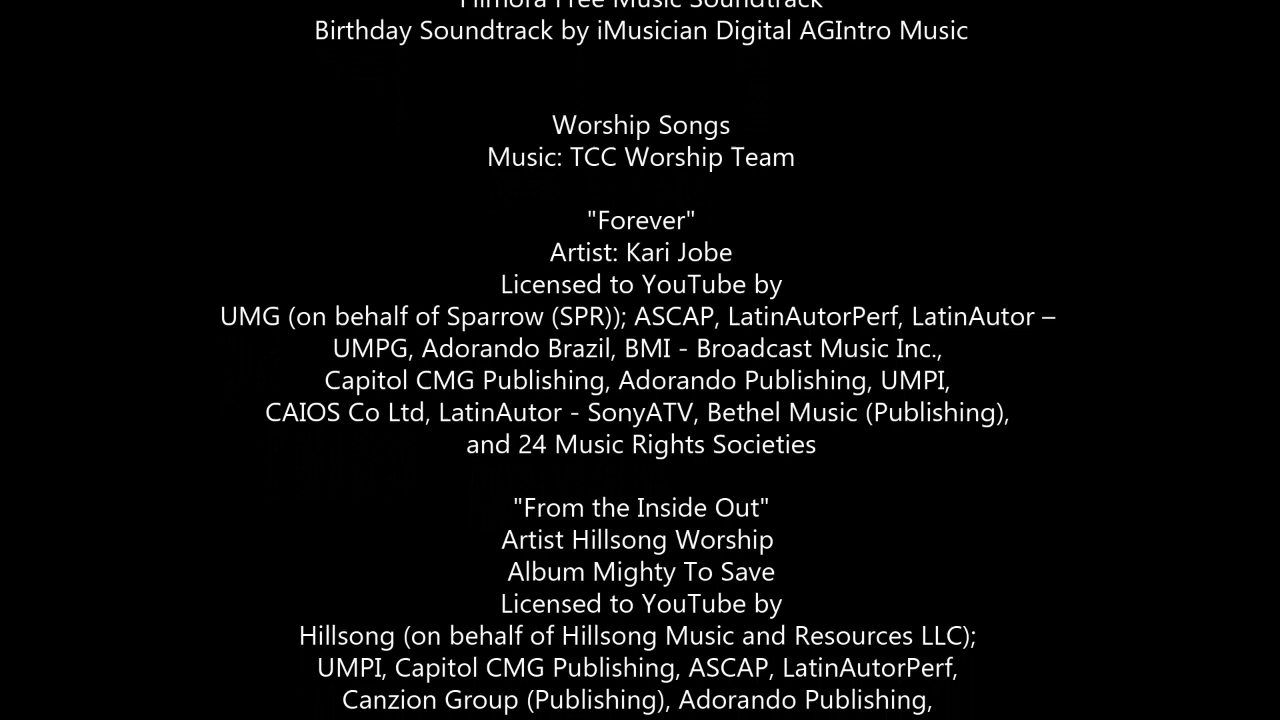 Filmora Free Music Soundtrack
Birthday Soundtrack by iMusician Digital AGIntro Music
Worship Songs
Music: TCC Worship Team
"Forever"
Artist: Kari Jobe
Licensed to YouTube by
UMG (on behalf of Sparrow (SPR)); ASCAP, LatinAutorPerf, LatinAutor –
UMPG, Adorando Brazil, BMI - Broadcast Music Inc.,
Capitol CMG Publishing, Adorando Publishing, UMPI,
CAIOS Co Ltd, LatinAutor - SonyATV, Bethel Music (Publishing),
and 24 Music Rights Societies
"From the Inside Out"
Artist Hillsong Worship
Album Mighty To Save
Licensed to YouTube by
Hillsong (on behalf of Hillsong Music and Resources LLC);
UMPI, Capitol CMG Publishing, ASCAP, LatinAutorPerf,
Canzion Group (Publishing), Adorando Publishing,